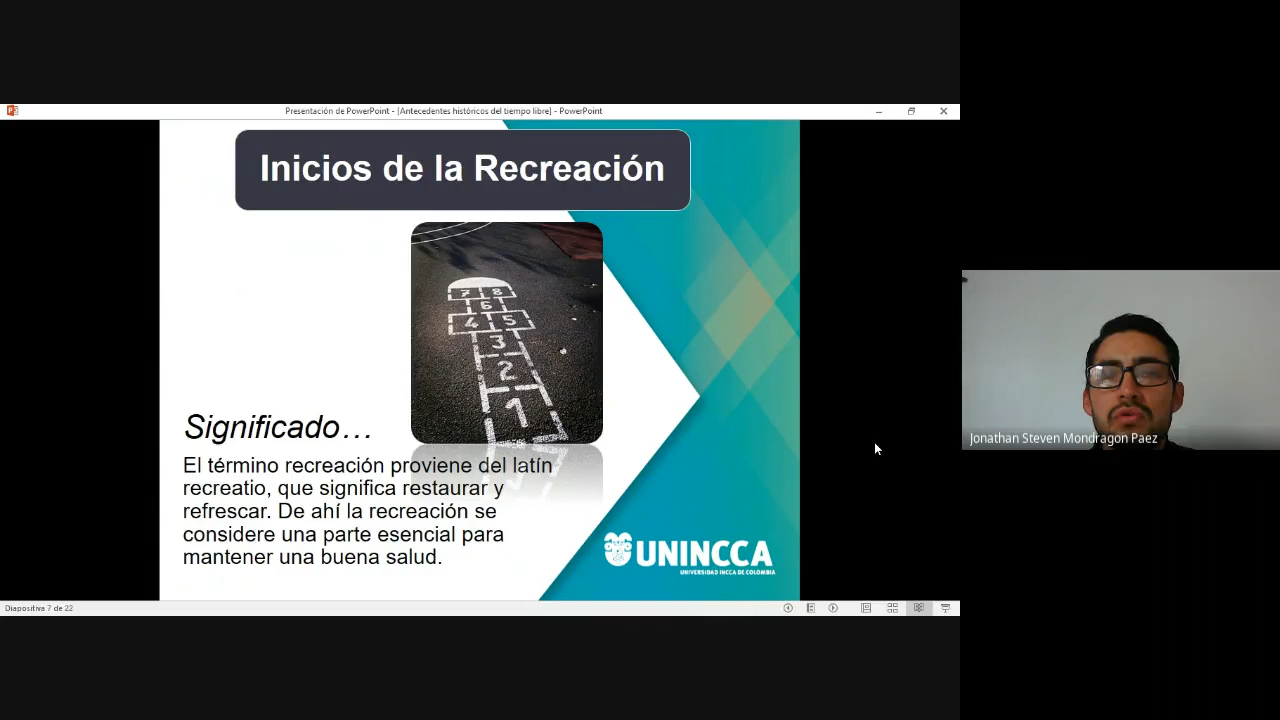 Presentación de PowerPoint - [Antecedentes históricos del tiempo libre] - PowerPoint
Inicios de la Recreación
7 8
6
4 5
3
2
1
Significado...
El término recreación proviene del latín
recreatio, que significa restaurar y
refrescar. De ahí la recreación se
considere una parte esencial para
mantener una buena salud.
UNINCCA
UNIVERSIDAD INCCA DE COLOMBIA
Diapositiva 7 de 22
Jonathan Steven Mondragon Paez